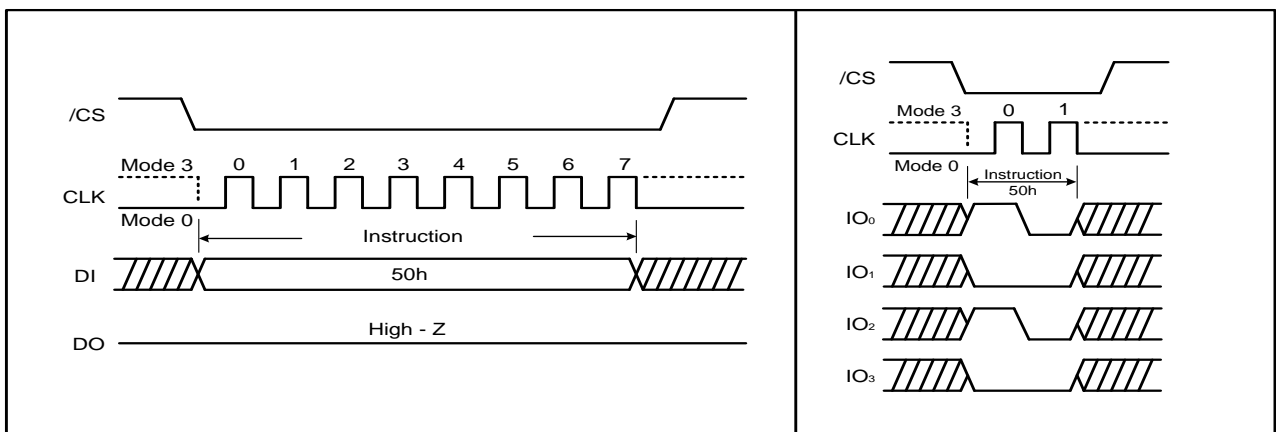 /CS
Mode 3 0 1 2 3 4 5 6 7
CLK
Mode 0
Instruction
DI 50h
High - Z
DO
/CS
Mode 3 0 1
CLK
Mode 0 Instruction
50h
IO₀
IO₁
IO₂
IO₃